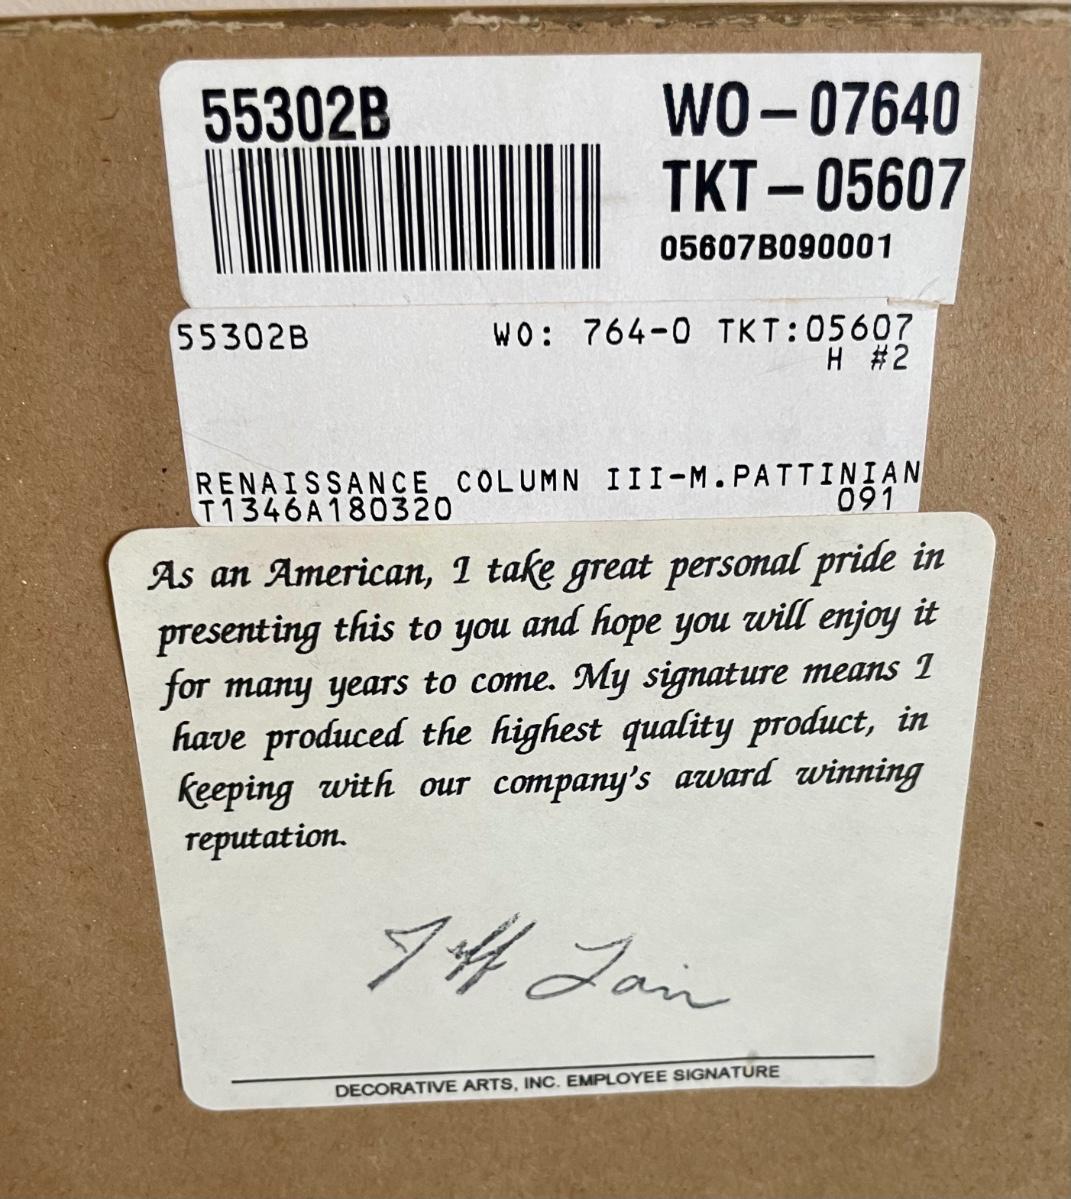 55302B
WO-07640
TKT-05607
05607B090001
55302B WO: 764-0 TKT:05607
H #2
RENAISSANCE COLUMN III-M.PATTINIAN
T1346A180320 091
As an American, I take great personal pride in
presenting this to you and hope you will enjoy it
for many years to come. My signature means I
have produced the highest quality product, in
keeping with our company's award winning
reputation.
Jeff
DECORATIVE ARTS, INC. EMPLOYEE SIGNATURE